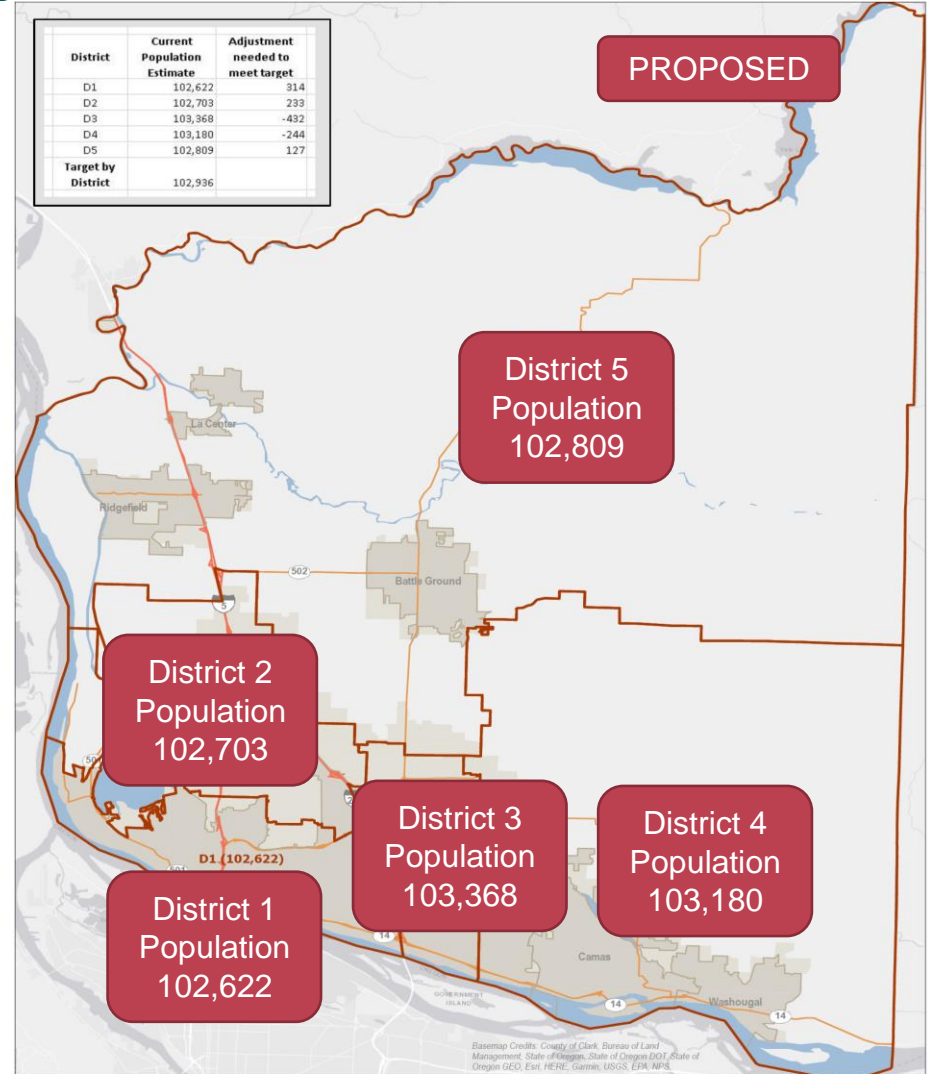 District Current Population Estimate Adjustment needed to meet target
D1 102,622 314
D2 102,703 233
D3 103,368 -432
D4 103,180 -244
D5 102,809 127
Target by District 102,936
PROPOSED
District 5
Population
102,809
La Center
Ridgefield
502
Battle Ground
5
District 2
Population
102,703
District 3
Population
103,368
District 4
Population
103,180
D1 (102,622)
District 1
Population
102,622
14
Camas
GOVERNMENT
ISLAND
14
Washougal
14
Basemap Credits: County of Clark, Bureau of Land
Management, State of Oregon, State of Oregon DOT, State of
Oregon GEO, Esri, HERE, Garmin, USGS, EPA, NPS